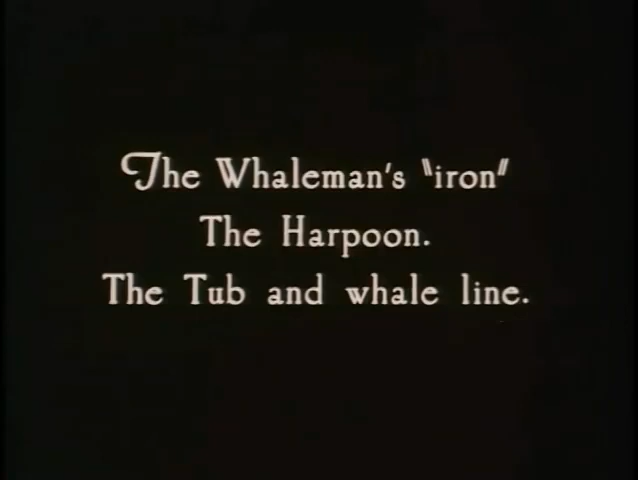 The Whaleman's "iron"
The Harpoon.
The Tub and whale line.